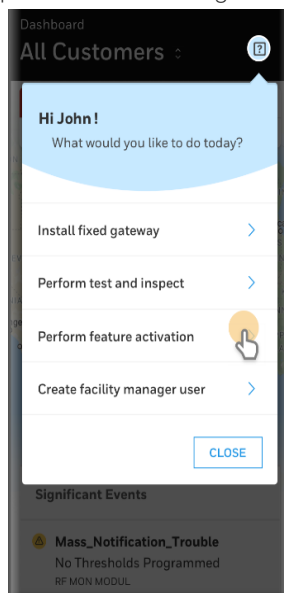 Dashboard
All Customers
?
Hi John!
What would you like to do today?
Install fixed gateway
Perform test and inspect
Perform feature activation
Create facility manager user
CLOSE
Significant Events
Mass_Notification_Trouble
No Thresholds Programmed
RF MON MODUL